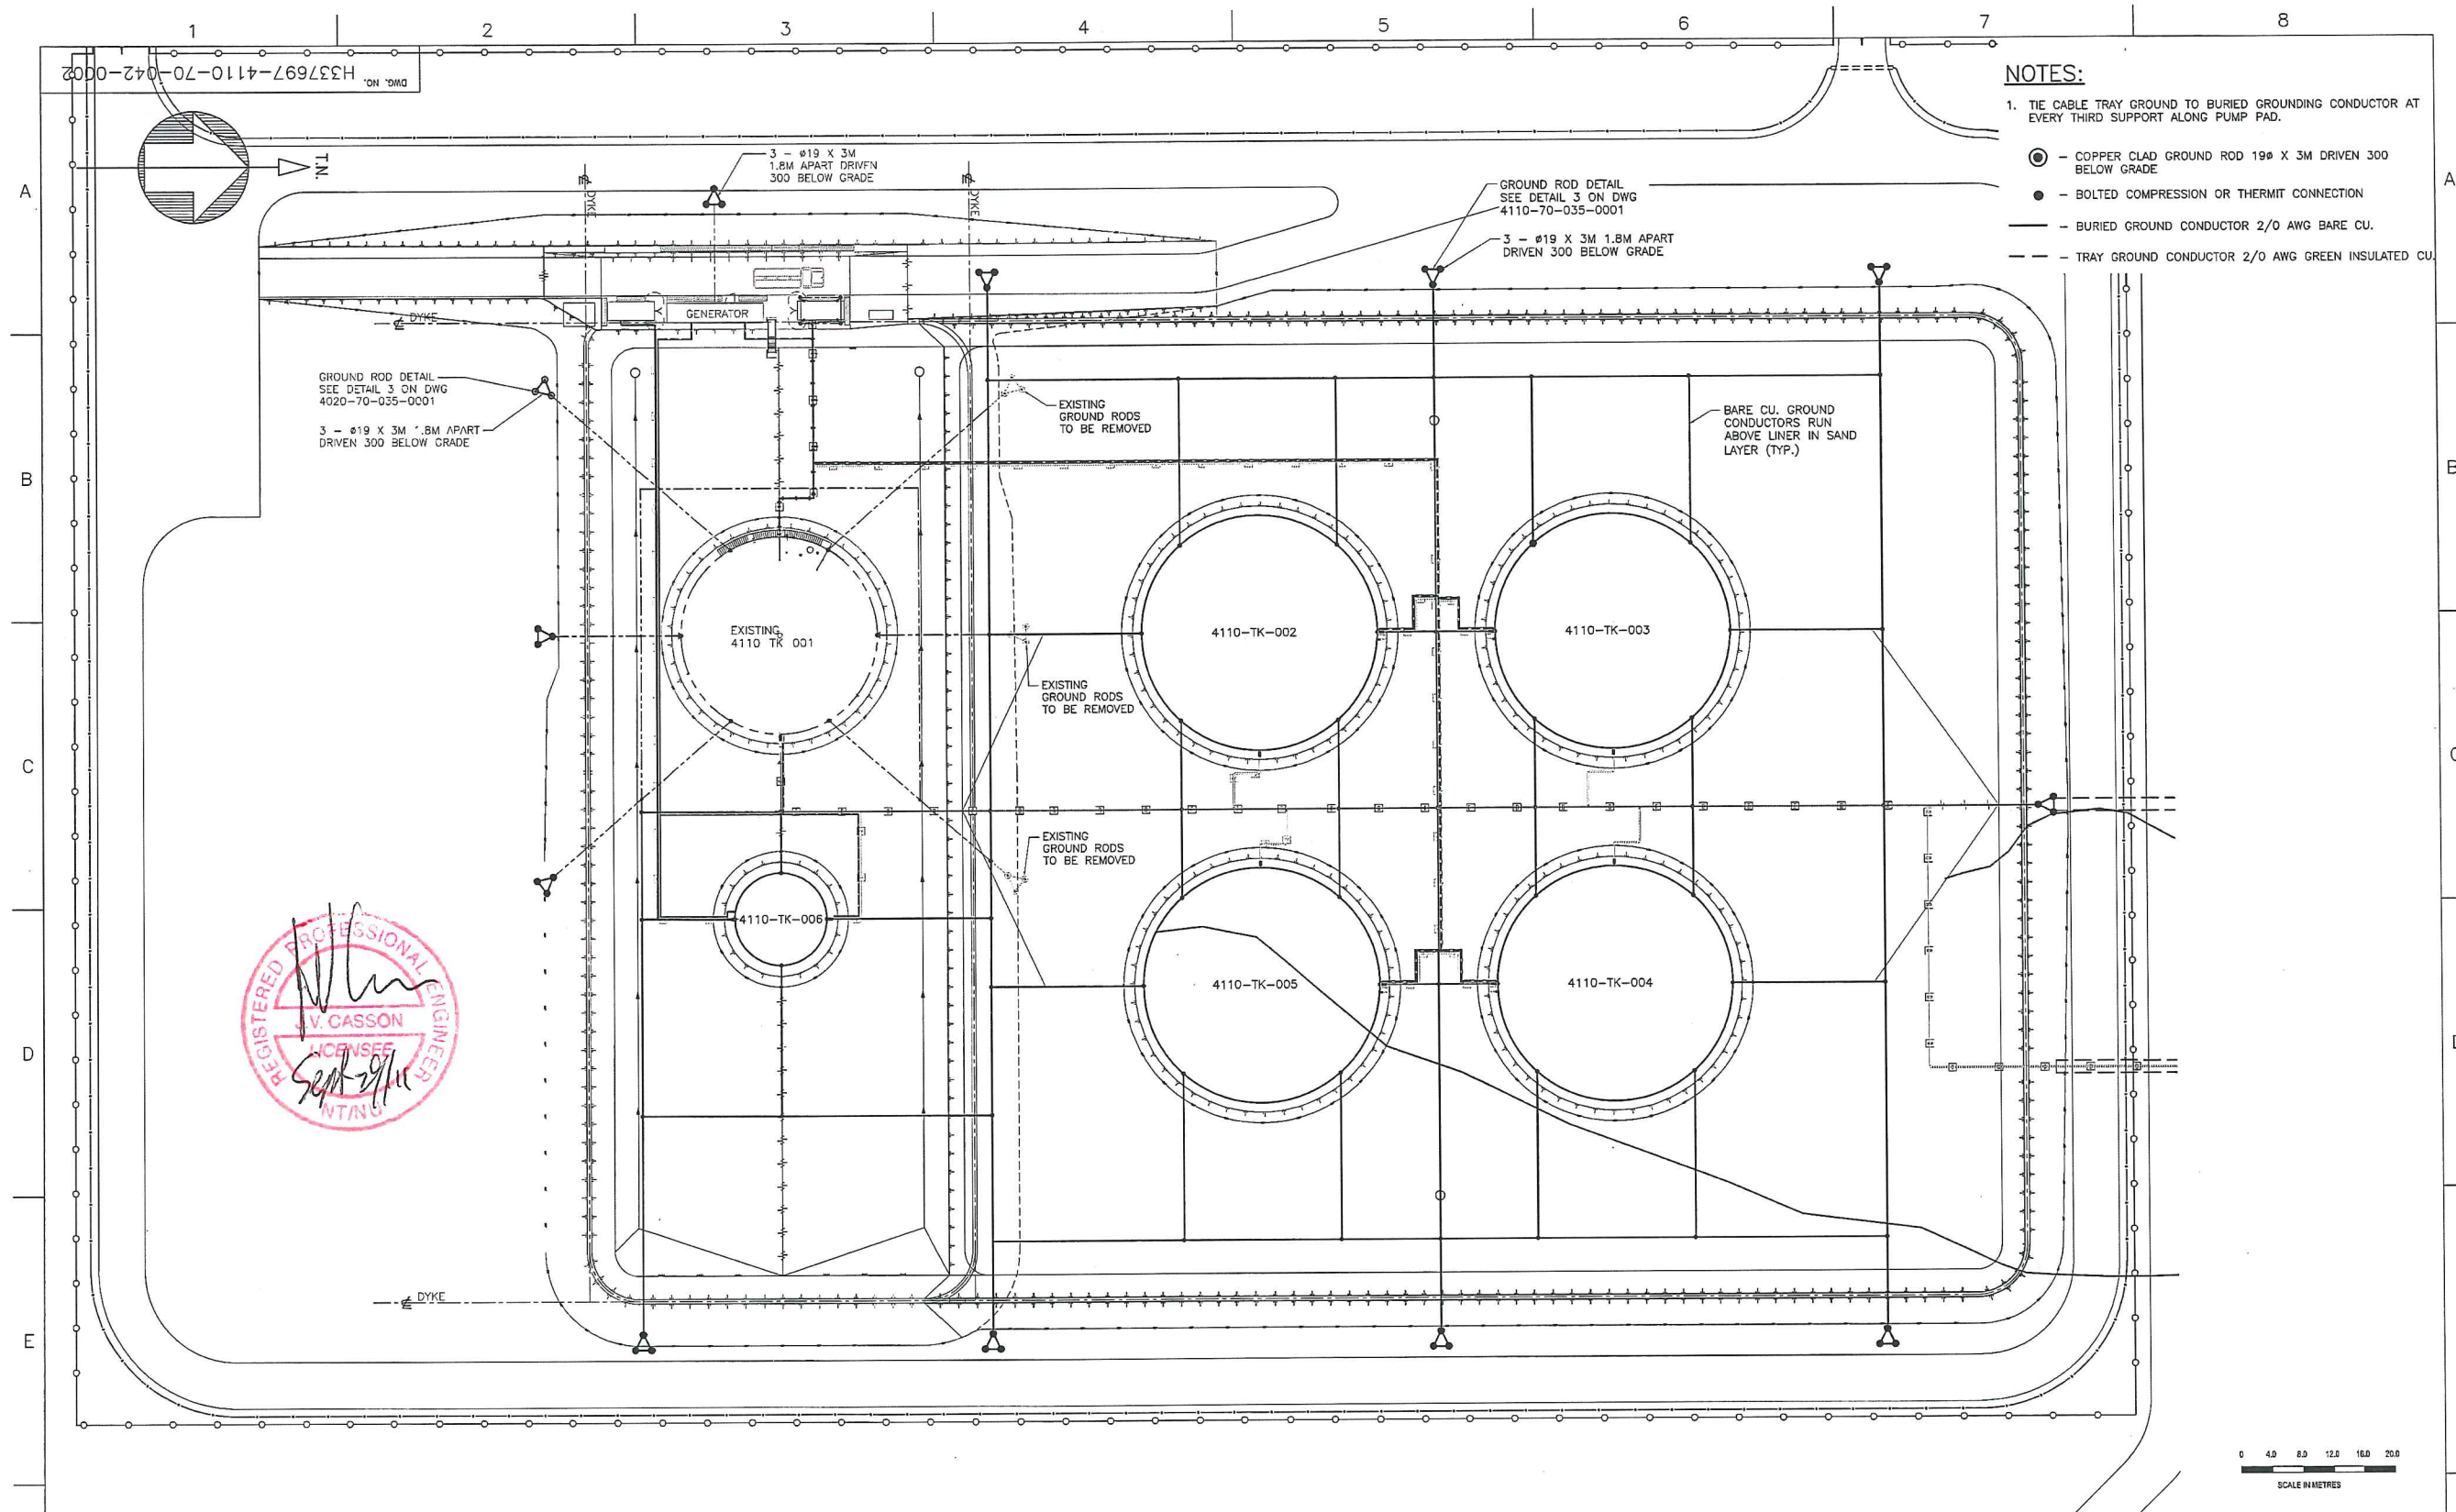 1 2 3 4 5 6 7 8
DWG. NO. H337697-4110-70-042-0002
T.N.
NOTES:
1. TIE CABLE TRAY GROUND TO BURIED GROUNDING CONDUCTOR AT
EVERY THIRD SUPPORT ALONG PUMP PAD.
- COPPER CLAD GROUND ROD 19ø X 3M DRIVEN 300
BELOW GRADE
- BOLTED COMPRESSION OR THERMIT CONNECTION
- BURIED GROUND CONDUCTOR 2/0 AWG BARE CU.
- TRAY GROUND CONDUCTOR 2/0 AWG GREEN INSULATED CU.
A
A
3 - ø19 X 3M
1.8M APART DRIVEN
300 BELOW GRADE
DYKE
DYKE
GROUND ROD DETAIL
SEE DETAIL 3 ON DWG
4110-70-035-0001
3 - ø19 X 3M 1.8M APART
DRIVEN 300 BELOW GRADE
GENERATOR
DYKE
GROUND ROD DETAIL
SEE DETAIL 3 ON DWG
4020-70-035-0001
3 - ø19 X 3M 1.8M APART
DRIVEN 300 BELOW GRADE
EXISTING
GROUND RODS
TO BE REMOVED
BARE CU. GROUND
CONDUCTORS RUN
ABOVE LINER IN SAND
LAYER (TYP.)
B
B
EXISTING
4110 TK 001
4110-TK-002
4110-TK-003
EXISTING
GROUND RODS
TO BE REMOVED
C
C
EXISTING
GROUND RODS
TO BE REMOVED
4110-TK-006
4110-TK-005
4110-TK-004
REGISTERED PROFESSIONAL ENGINEER
J.V. CASSON
LICENSEE
Sept 29/11
NT/NU
D
D
DYKE
E
0 4.0 8.0 12.0 16.0 20.0
SCALE IN METRES